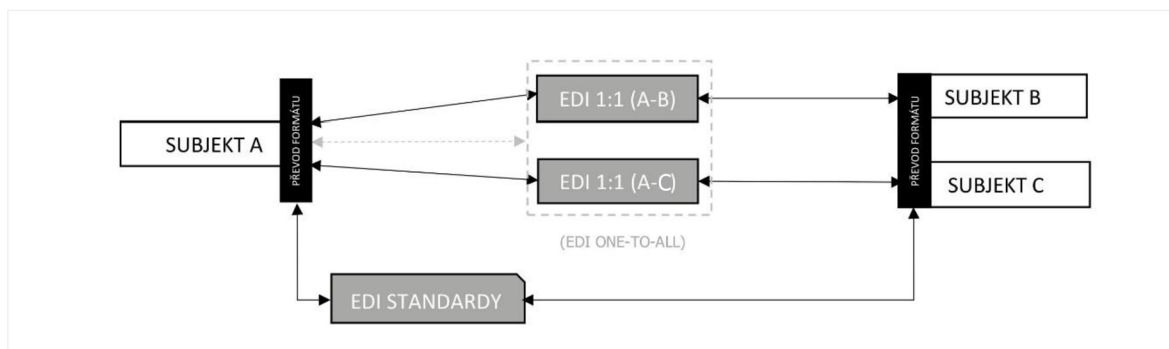 SUBJEKT A
PŘEVOD FORMÁTU
EDI 1:1 (A-B)
EDI 1:1 (A-C)
(EDI ONE-TO-ALL)
PŘEVOD FORMÁTU
SUBJEKT B
SUBJEKT C
EDI STANDARDY